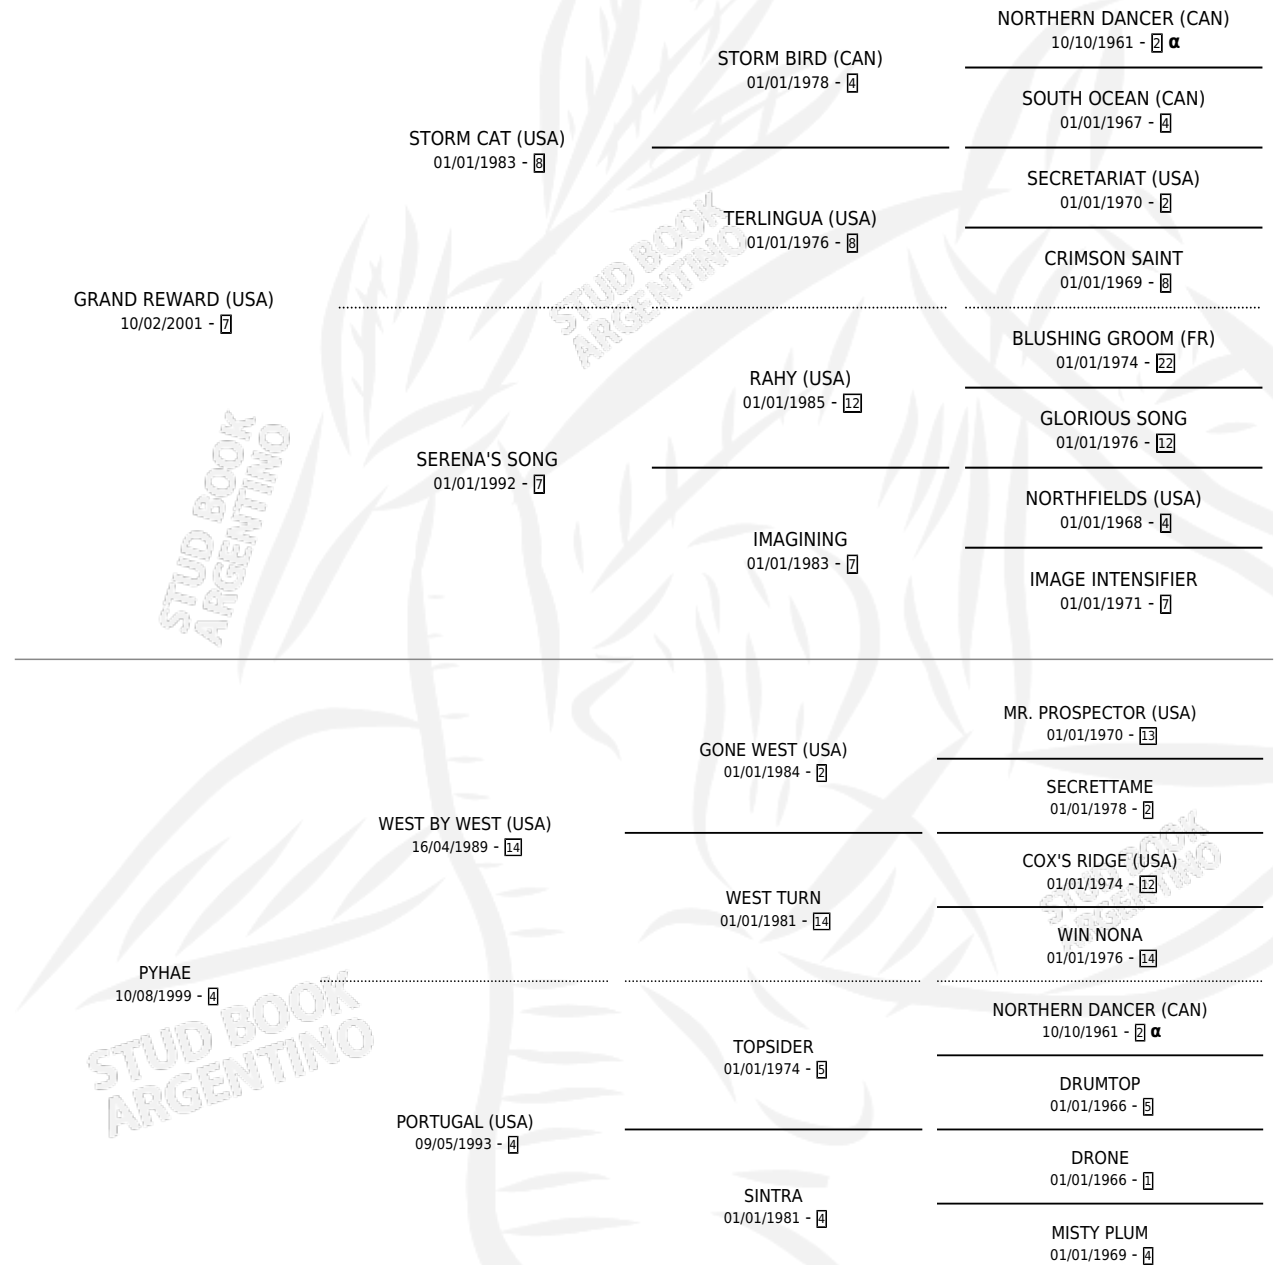 NORTHERN DANCER (CAN)
10/10/1961 - 2 α
STORM BIRD (CAN)
01/01/1978 - 4
SOUTH OCEAN (CAN)
01/01/1967 - 4
STORM CAT (USA)
01/01/1983 - 8
SECRETARIAT (USA)
01/01/1970 - 2
TERLINGUA (USA)
01/01/1976 - 8
CRIMSON SAINT
01/01/1969 - 8
GRAND REWARD (USA)
10/02/2001 - 7
STUD BOOK
ARGENTINO
BLUSHING GROOM (FR)
01/01/1974 - 22
RAHY (USA)
01/01/1985 - 12
GLORIOUS SONG
01/01/1976 - 12
SERENA'S SONG
01/01/1992 - 7
NORTHFIELDS (USA)
01/01/1968 - 4
IMAGINING
01/01/1983 - 7
IMAGE INTENSIFIER
01/01/1971 - 7
STUD BOOK
ARGENTINO
MR. PROSPECTOR (USA)
01/01/1970 - 13
GONE WEST (USA)
01/01/1984 - 2
SECRETTAME
01/01/1978 - 2
WEST BY WEST (USA)
16/04/1989 - 14
COX'S RIDGE (USA)
01/01/1974 - 12
STUD BOOK
ARGENTINO
WEST TURN
01/01/1981 - 14
WIN NONA
01/01/1976 - 14
PYHAE
10/08/1999 - 4
STUD BOOK
ARGENTINO
NORTHERN DANCER (CAN)
10/10/1961 - 2 α
TOPSIDER
01/01/1974 - 5
DRUMTOP
01/01/1966 - 5
PORTUGAL (USA)
09/05/1993 - 4
DRONE
01/01/1966 - 1
SINTRA
01/01/1981 - 4
MISTY PLUM
01/01/1969 - 4